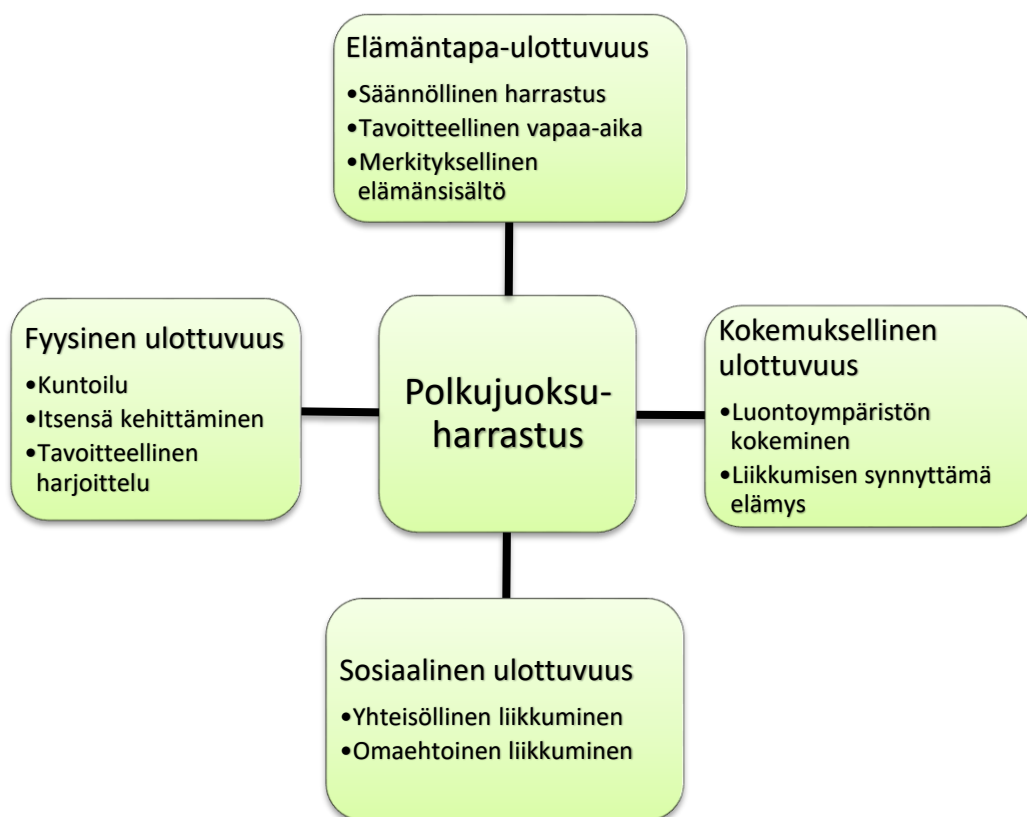 Elämäntapa-ulottuvuus
•Säännöllinen harrastus
•Tavoitteellinen vapaa-aika
•Merkityksellinen
elämänsisältö
Fyysinen ulottuvuus
•Kuntoilu
•Itsensä kehittäminen
•Tavoitteellinen
harjoittelu
Polkujuoksu-
harrastus
Kokemuksellinen
ulottuvuus
•Luontoympäristön
kokeminen
•Liikkumisen synnyttämä
elämys
Sosiaalinen ulottuvuus
•Yhteisöllinen liikkuminen
•Omaehtoinen liikkuminen